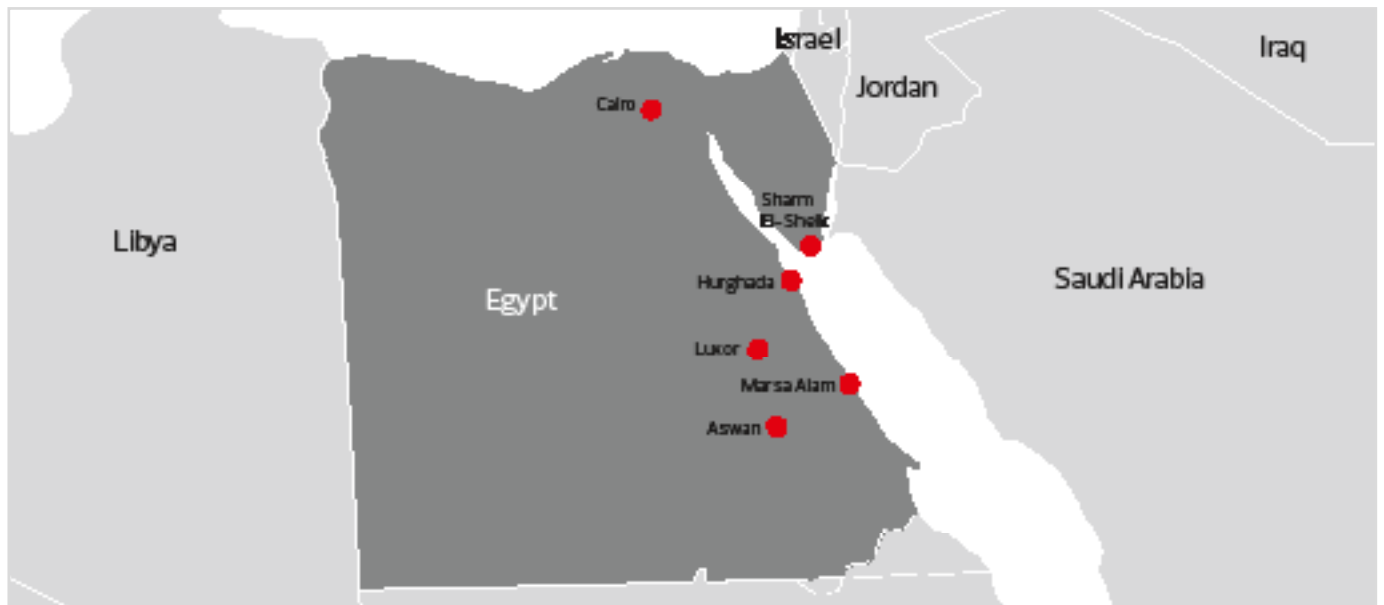 Israel
Iraq
Jordan
Cairo
Sharm
El-Sheik
Libya
Saudi Arabia
Hurghada
Egypt
Luxor
Marsa Alam
Aswan